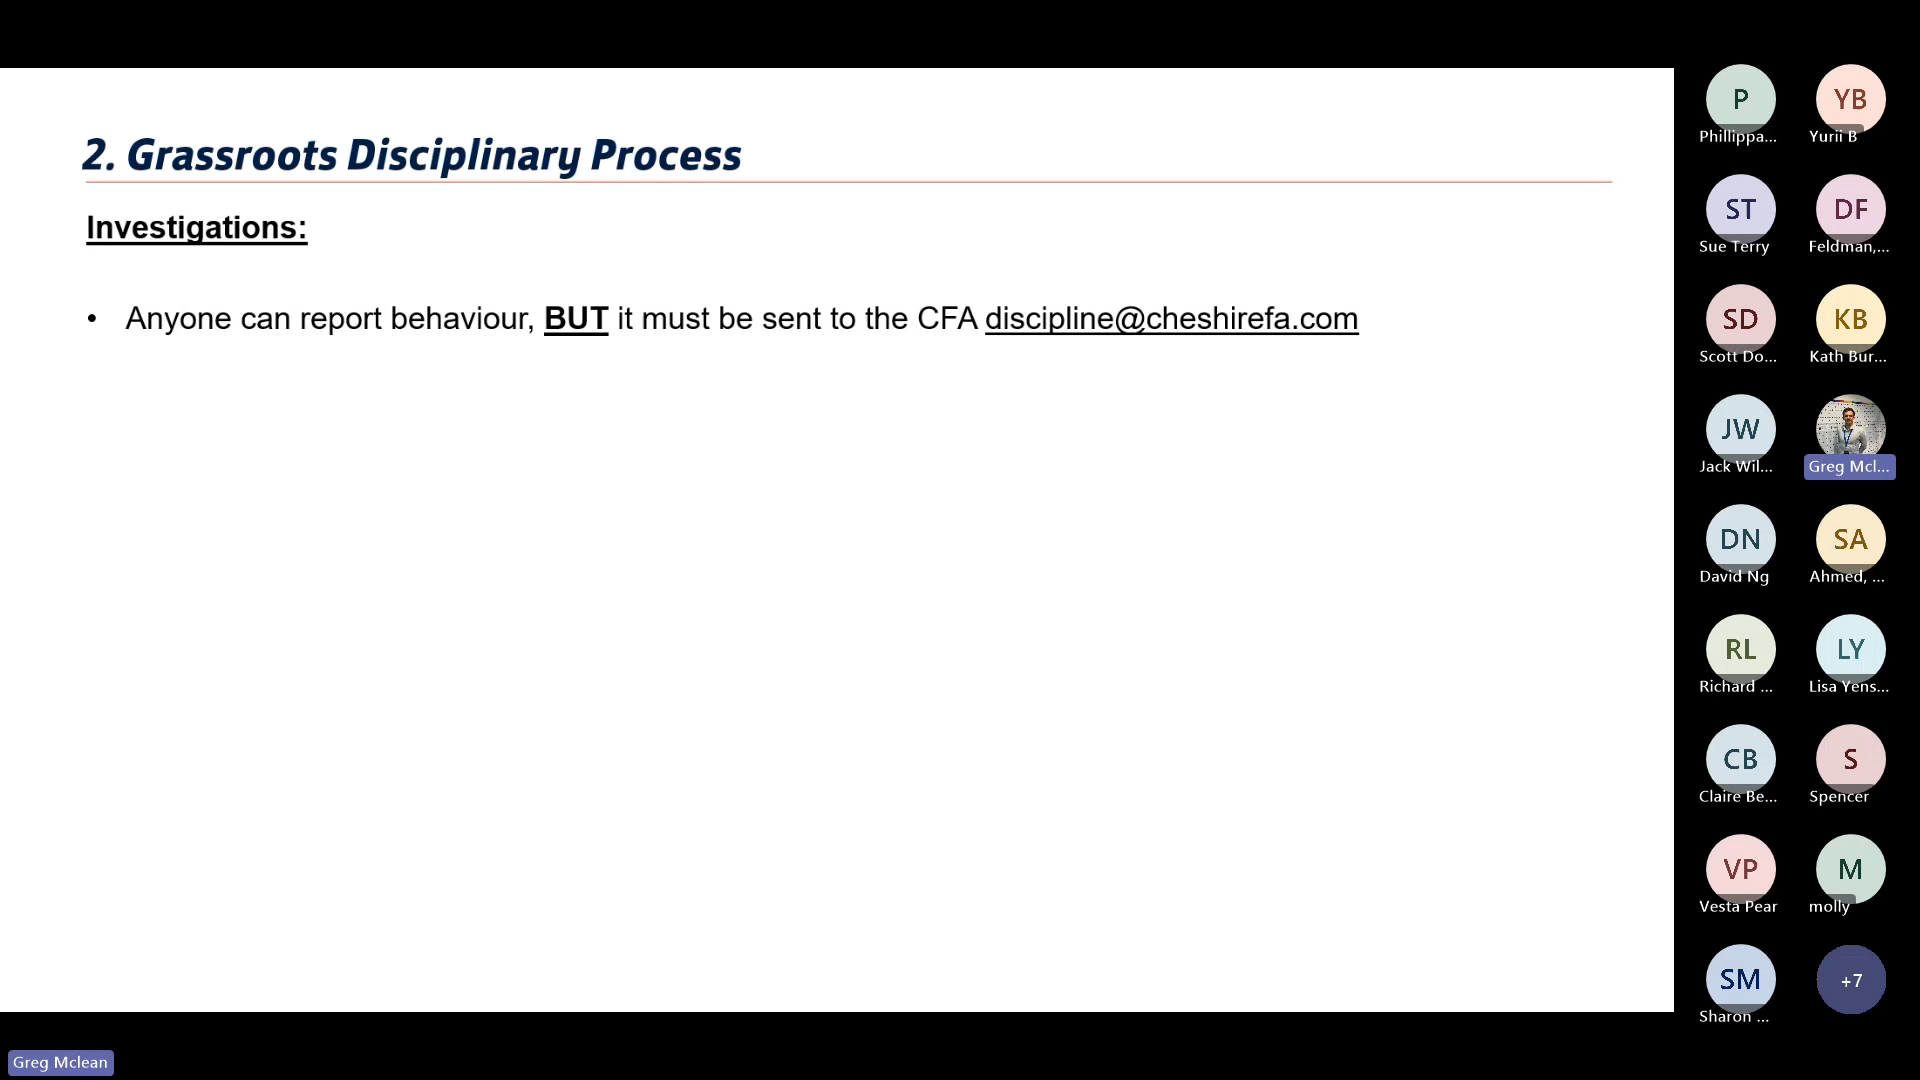 2. Grassroots Disciplinary Process
Investigations:
• Anyone can report behaviour, BUT it must be sent to the CFA discipline@cheshirefa.com
P
Phillippa...
YB
Yurii B
ST
Sue Terry
DF
Feldman,...
SD
Scott Do...
KB
Kath Bur...
JW
Jack Wil...
Greg Mcl...
DN
David Ng
SA
Ahmed, ...
RL
Richard ...
LY
Lisa Yens...
CB
Claire Be...
S
Spencer
VP
Vesta Pear
M
molly
SM
Sharon ...
+7
Greg Mclean